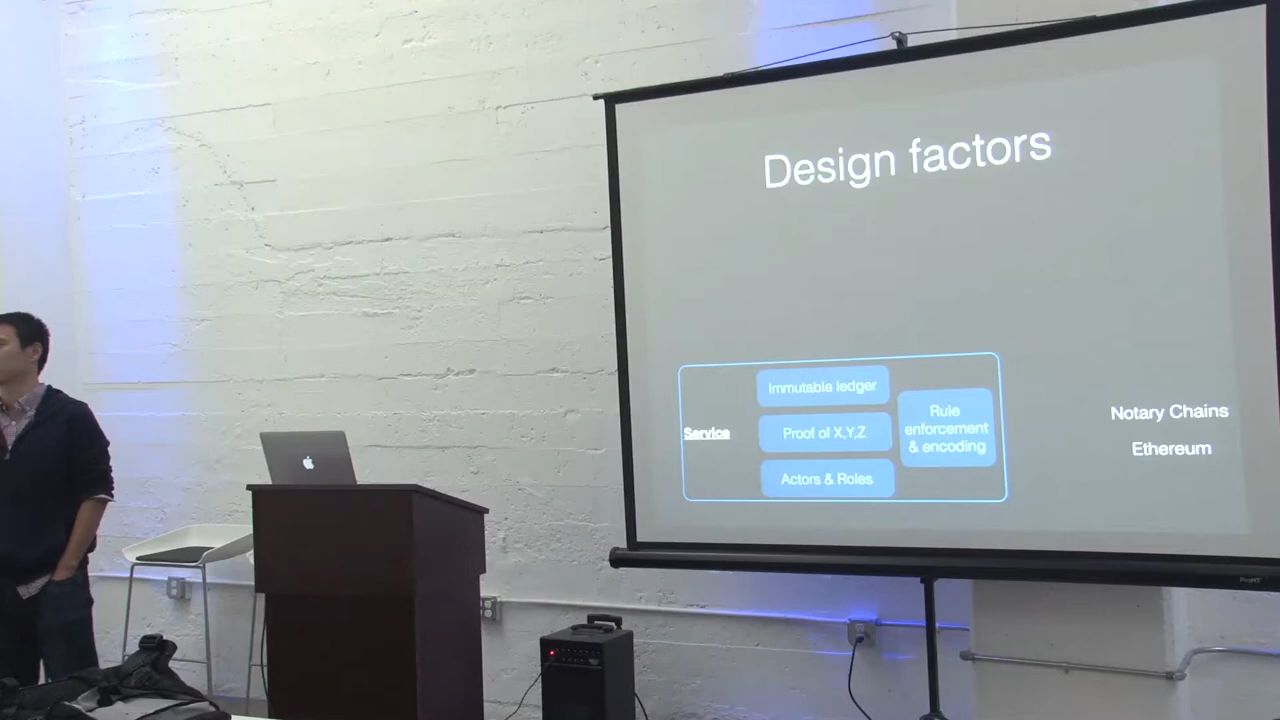 Design factors
Service
Immutable ledger
Proof of X,Y,Z
Actors & Roles
Rule
enforcement
& encoding
Notary Chains
Ethereum